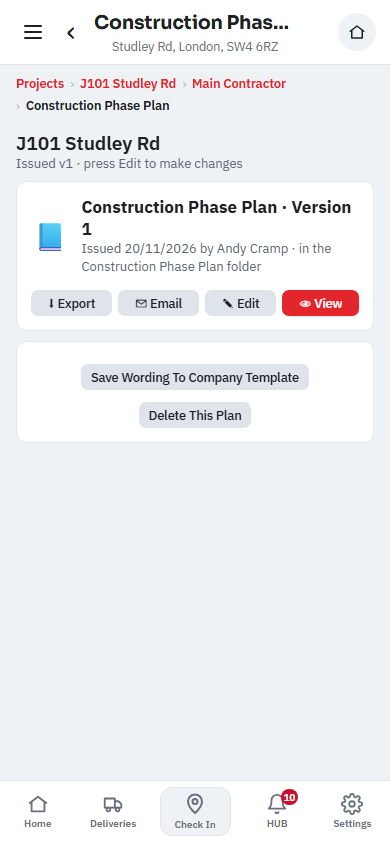 Construction Phas...
Studley Rd, London, SW4 6RZ
Projects › J101 Studley Rd › Main Contractor
› Construction Phase Plan
J101 Studley Rd
Issued v1 · press Edit to make changes
Construction Phase Plan · Version
1
Issued 20/11/2026 by Andy Cramp · in the
Construction Phase Plan folder
Export Email Edit View
Save Wording To Company Template
Delete This Plan
10
Home Deliveries Check In HUB Settings